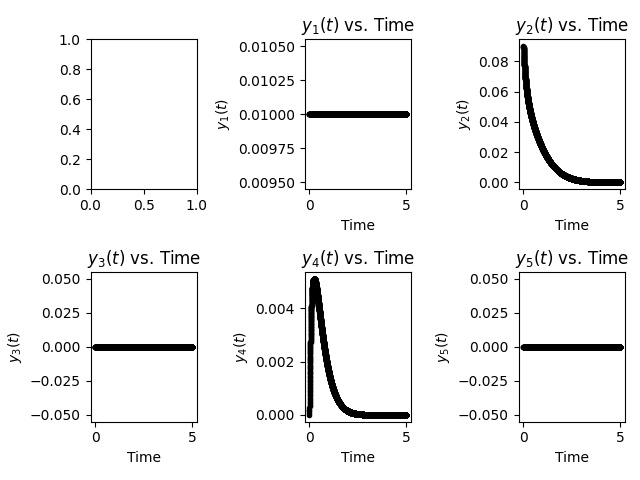 1.0
0.8
0.6
0.4
0.2
0.0
0.0 0.5 1.0
y₁(t) vs. Time
0.01050
0.01025
0.01000
0.00975
0.00950
y₁(t)
0 5
Time
y₂(t) vs. Time
0.08
0.06
0.04
0.02
0.00
y₂(t)
0 5
Time
y₃(t) vs. Time
0.050
0.025
0.000
−0.025
−0.050
y₃(t)
0 5
Time
y₄(t) vs. Time
0.004
0.002
0.000
y₄(t)
0 5
Time
y₅(t) vs. Time
0.050
0.025
0.000
−0.025
−0.050
y₅(t)
0 5
Time